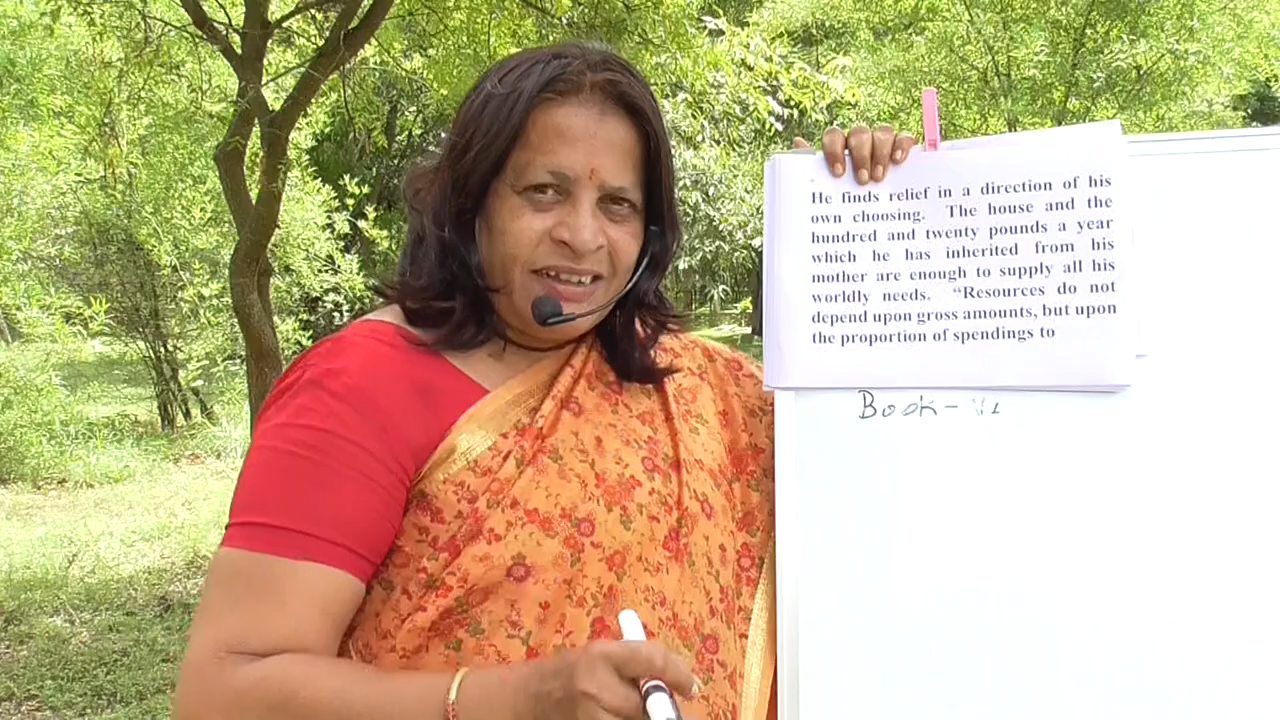 He finds relief in a direction of his
own choosing. The house and the
hundred and twenty pounds a year
which he has inherited from his
mother are enough to supply all his
worldly needs. “Resources do not
depend upon gross amounts, but upon
the proportion of spendings to
Book - VI